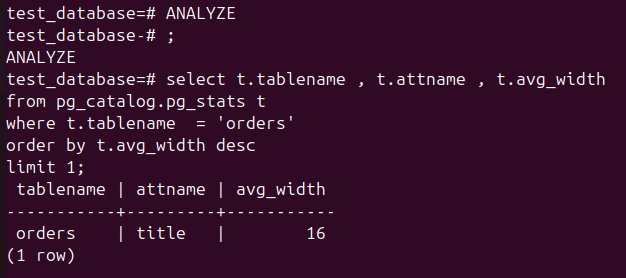 test_database=# ANALYZE
test_database-# ;
ANALYZE
test_database=# select t.tablename , t.attname , t.avg_width
from pg_catalog.pg_stats t
where t.tablename  = 'orders'
order by t.avg_width desc
limit 1;
 tablename | attname | avg_width
-----------+---------+-----------
 orders    | title   |        16
(1 row)